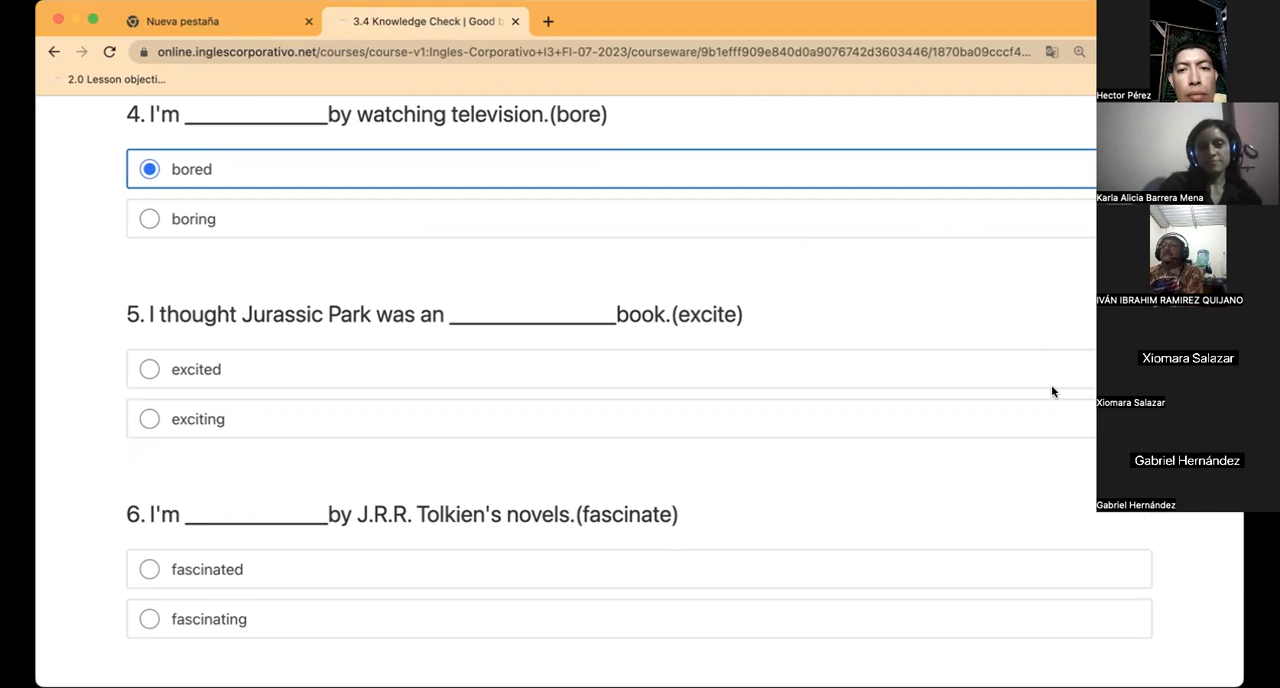 Nueva pestaña
3.4 Knowledge Check | Good b
online.inglescorporativo.net/courses/course-v1:Ingles-Corporativo+I3+FI-07-2023/courseware/9b1efff909e840d0a9076742d3603446/1870ba09cccf4...
2.0 Lesson objecti...
4. I'm _____________by watching television.(bore)
bored
boring
5. I thought Jurassic Park was an _______________book.(excite)
excited
exciting
6. I'm _____________by J.R.R. Tolkien's novels.(fascinate)
fascinated
fascinating
Hector Pérez
Karla Alicia Barrera Mena
IVÁN IBRAHIM RAMIREZ QUIJANO
Xiomara Salazar
Xiomara Salazar
Gabriel Hernández
Gabriel Hernández